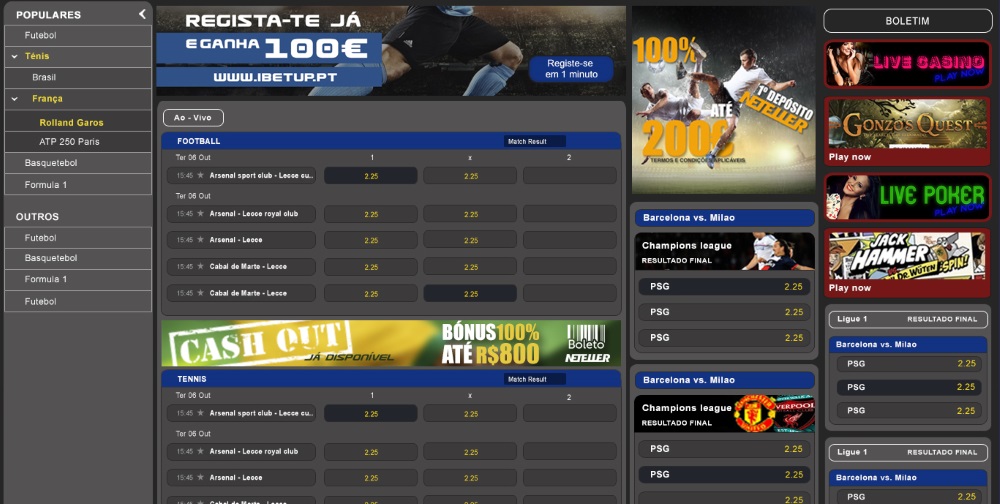 POPULARES
Futebol
Ténis
Brasil
França
Rolland Garos
ATP 250 Paris
Basquetebol
Formula 1
OUTROS
Futebol
Basquetebol
Formula 1
Futebol
REGISTA-TE JÁ
E GANHA 100€
WWW.1BETUP.PT
Registe-se
em 1 minuto
Ao - Vivo
FOOTBALL Match Result
Ter 06 Out 1 x 2
15:45 ★ Arsenal sport club - Lecce cu.. 2.25 2.25
Ter 06 Out
15:45 ★ Arsenal - Lecce royal club 2.25 2.25
15:45 ★ Arsenal - Lecce 2.25 2.25
15:45 ★ Cabal de Marte - Lecce 2.25 2.25
15:45 ★ Cabal de Marte - Lecce 2.25 2.25
CASH OUT
JÁ DISPONÍVEL
BÓNUS 100%
ATÉ R$800
Boleto
NETELLER
TENNIS Match Result
Ter 06 Out 1 x 2
15:45 ★ Arsenal sport club - Lecce cu.. 2.25 2.25
Ter 06 Out
15:45 ★ Arsenal - Lecce royal club 2.25 2.25
15:45 ★ Arsenal - Lecce 2.25 2.25
15:45 ★ Cabal de Marte - Lecce 2.25 2.25
100%
1º DEPÓSITO
NETELLER
ATÉ
200€
TERMOS E CONDIÇÕES APLICÁVEIS
Barcelona vs. Milao
Champions league
RESULTADO FINAL
PSG 2.25
PSG 2.25
PSG 2.25
Barcelona vs. Milao
Champions league
RESULTADO FINAL
MANCHESTER
UNITED
VERPOOL
PSG 2.25
PSG 2.25
2.25
BOLETIM
LIVE CASINO
PLAY NOW
GONZO'S QUEST
Play now
LIVE POKER
PLAY NOW
JACK
HAMMER
VS DR. WÜTEN SPIN!
Play now
Ligue 1 RESULTADO FINAL
Barcelona vs. Milao
PSG 2.25
PSG 2.25
PSG 2.25
Ligue 1 RESULTADO FINAL
Barcelona vs. Milao
PSG 2.25